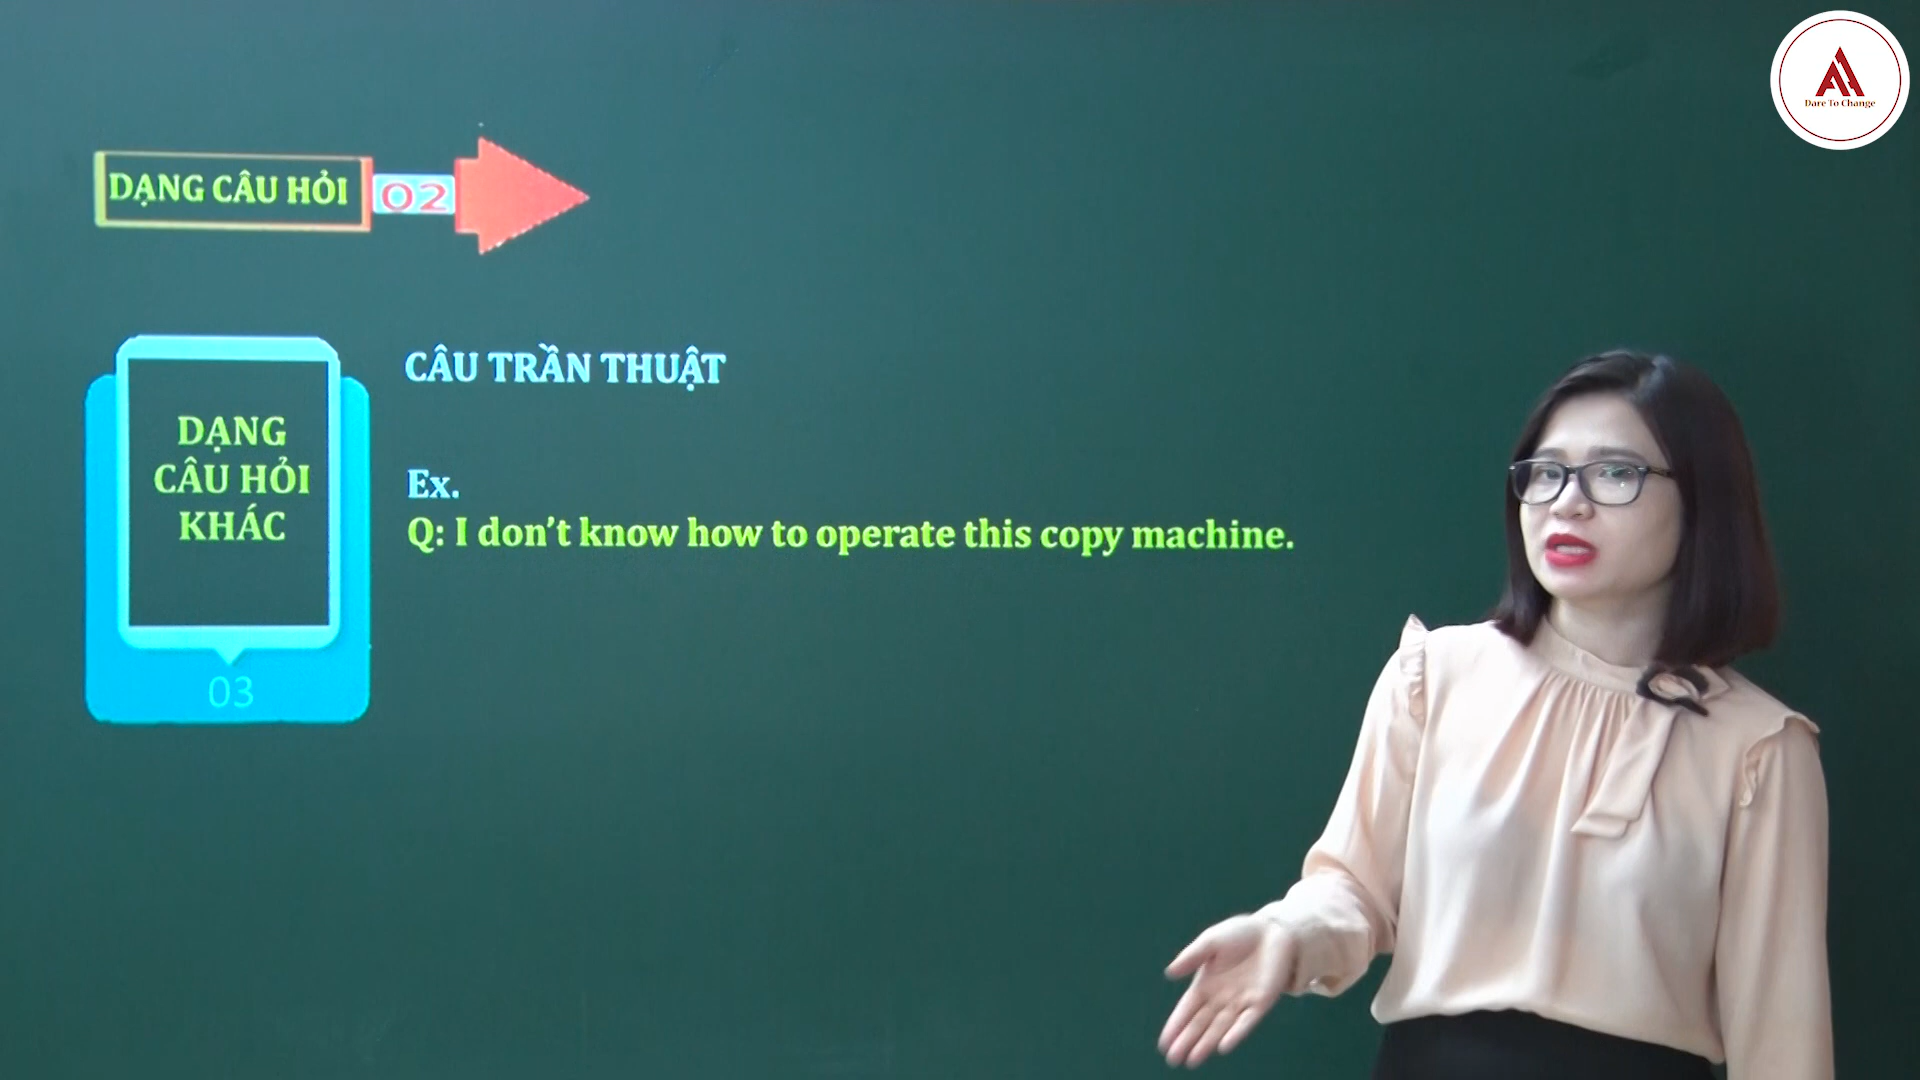 Dare To Change
DẠNG CÂU HỎI 02
CÂU TRẦN THUẬT
DẠNG
CÂU HỎI
KHÁC
03
Ex.
Q: I don't know how to operate this copy machine.